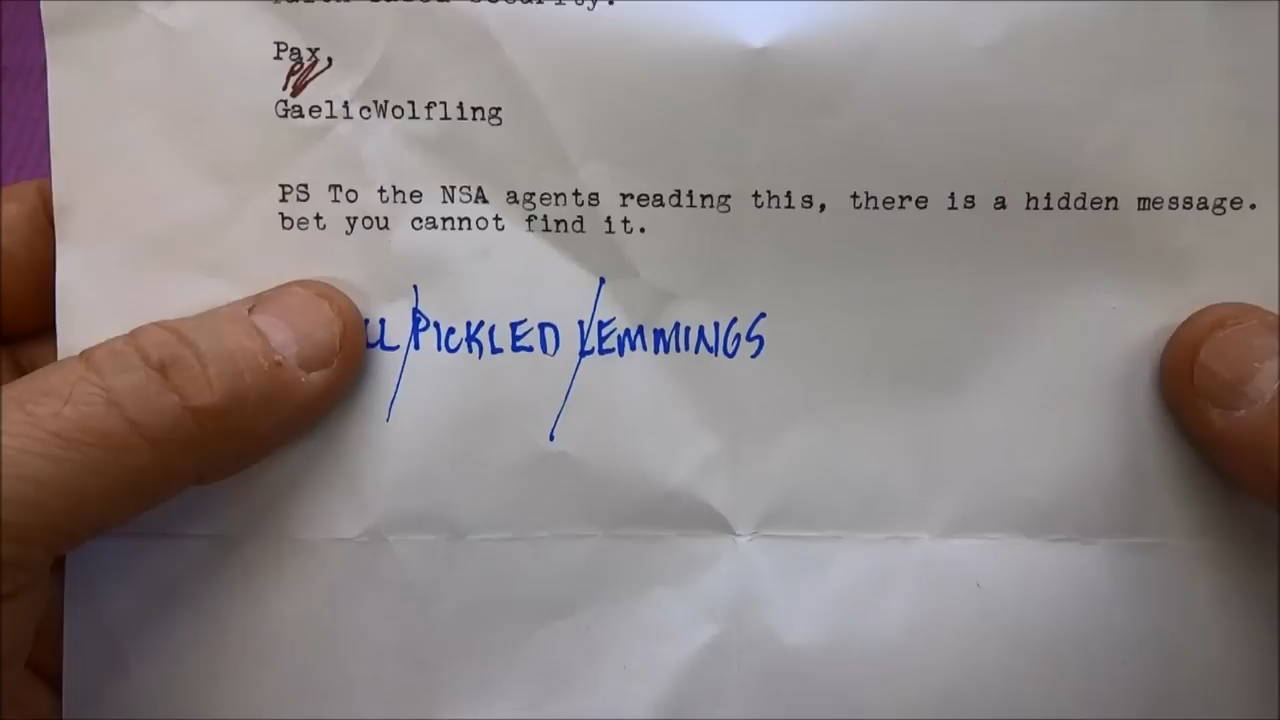 Pax,
GaelicWolfling
PS To the NSA agents reading this, there is a hidden message.
bet you cannot find it.
PICKLED LEMMINGS